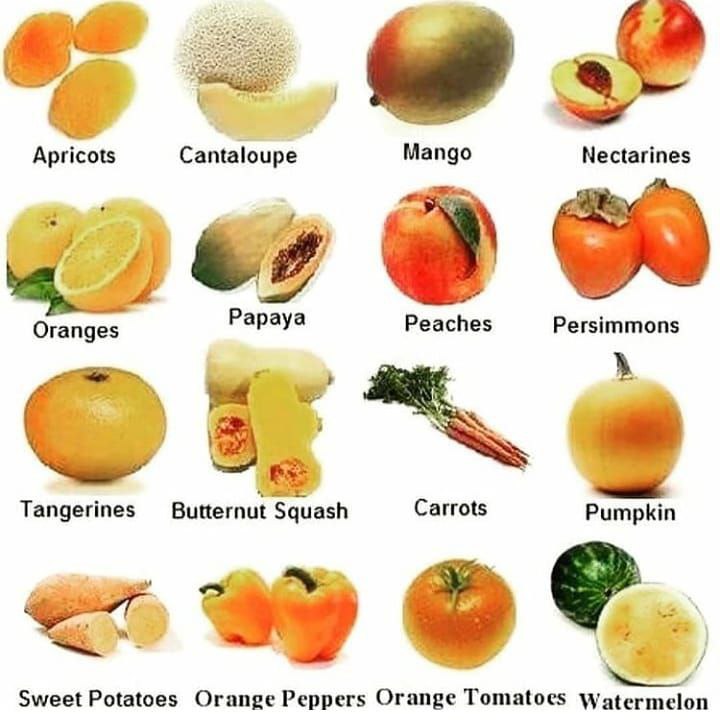 Apricots
Cantaloupe
Mango
Nectarines
Oranges
Papaya
Peaches
Persimmons
Tangerines
Butternut Squash
Carrots
Pumpkin
Sweet Potatoes
Orange Peppers
Orange Tomatoes
Watermelon